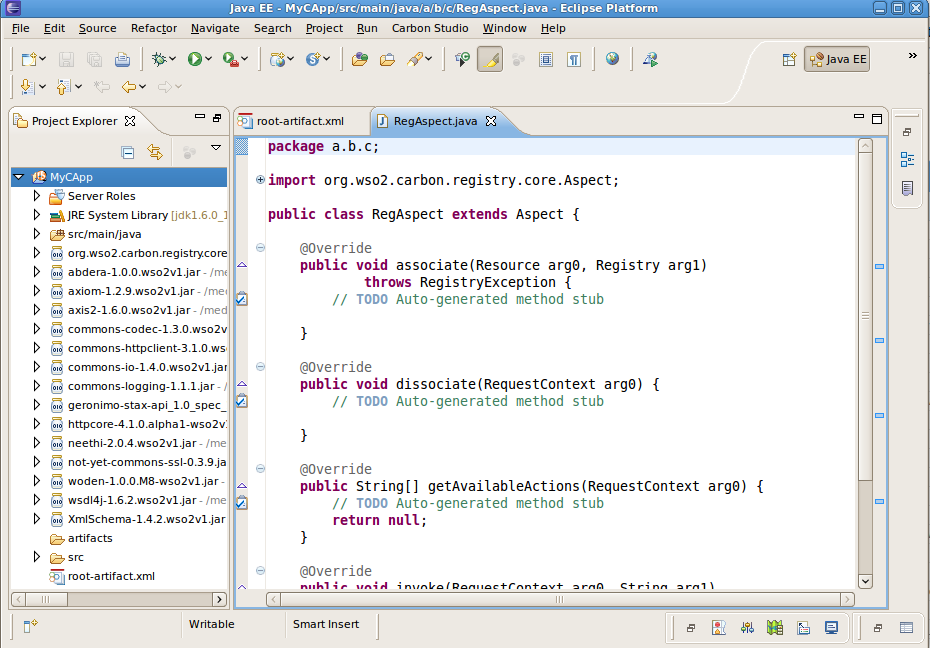 Java EE - MyCApp/src/main/java/a/b/c/RegAspect.java - Eclipse Platform
File Edit Source Refactor Navigate Search Project Run Carbon Studio Window Help
Java EE
Project Explorer
MyCApp
Server Roles
JRE System Library [jdk1.6.0_1
src/main/java
org.wso2.carbon.registry.core
abdera-1.0.0.wso2v1.jar - /me
axiom-1.2.9.wso2v1.jar - /med
axis2-1.6.0.wso2v1.jar - /med
commons-codec-1.3.0.wso2v
commons-httpclient-3.1.0.ws
commons-io-1.4.0.wso2v1.jar
commons-logging-1.1.1.jar - /
geronimo-stax-api_1.0_spec_
httpcore-4.1.0.alpha1-wso2v
neethi-2.0.4.wso2v1.jar - /me
not-yet-commons-ssl-0.3.9.ja
woden-1.0.0.M8-wso2v1.jar -
wsdl4j-1.6.2.wso2v1.jar - /me
XmlSchema-1.4.2.wso2v1.jar
artifacts
src
root-artifact.xml
root-artifact.xml RegAspect.java
package a.b.c;
import org.wso2.carbon.registry.core.Aspect;
public class RegAspect extends Aspect {
@Override
public void associate(Resource arg0, Registry arg1)
throws RegistryException {
// TODO Auto-generated method stub
}
@Override
public void dissociate(RequestContext arg0) {
// TODO Auto-generated method stub
}
@Override
public String[] getAvailableActions(RequestContext arg0) {
// TODO Auto-generated method stub
return null;
}
@Override
public void invoke(RequestContext arg0, String arg1)
Writable Smart Insert